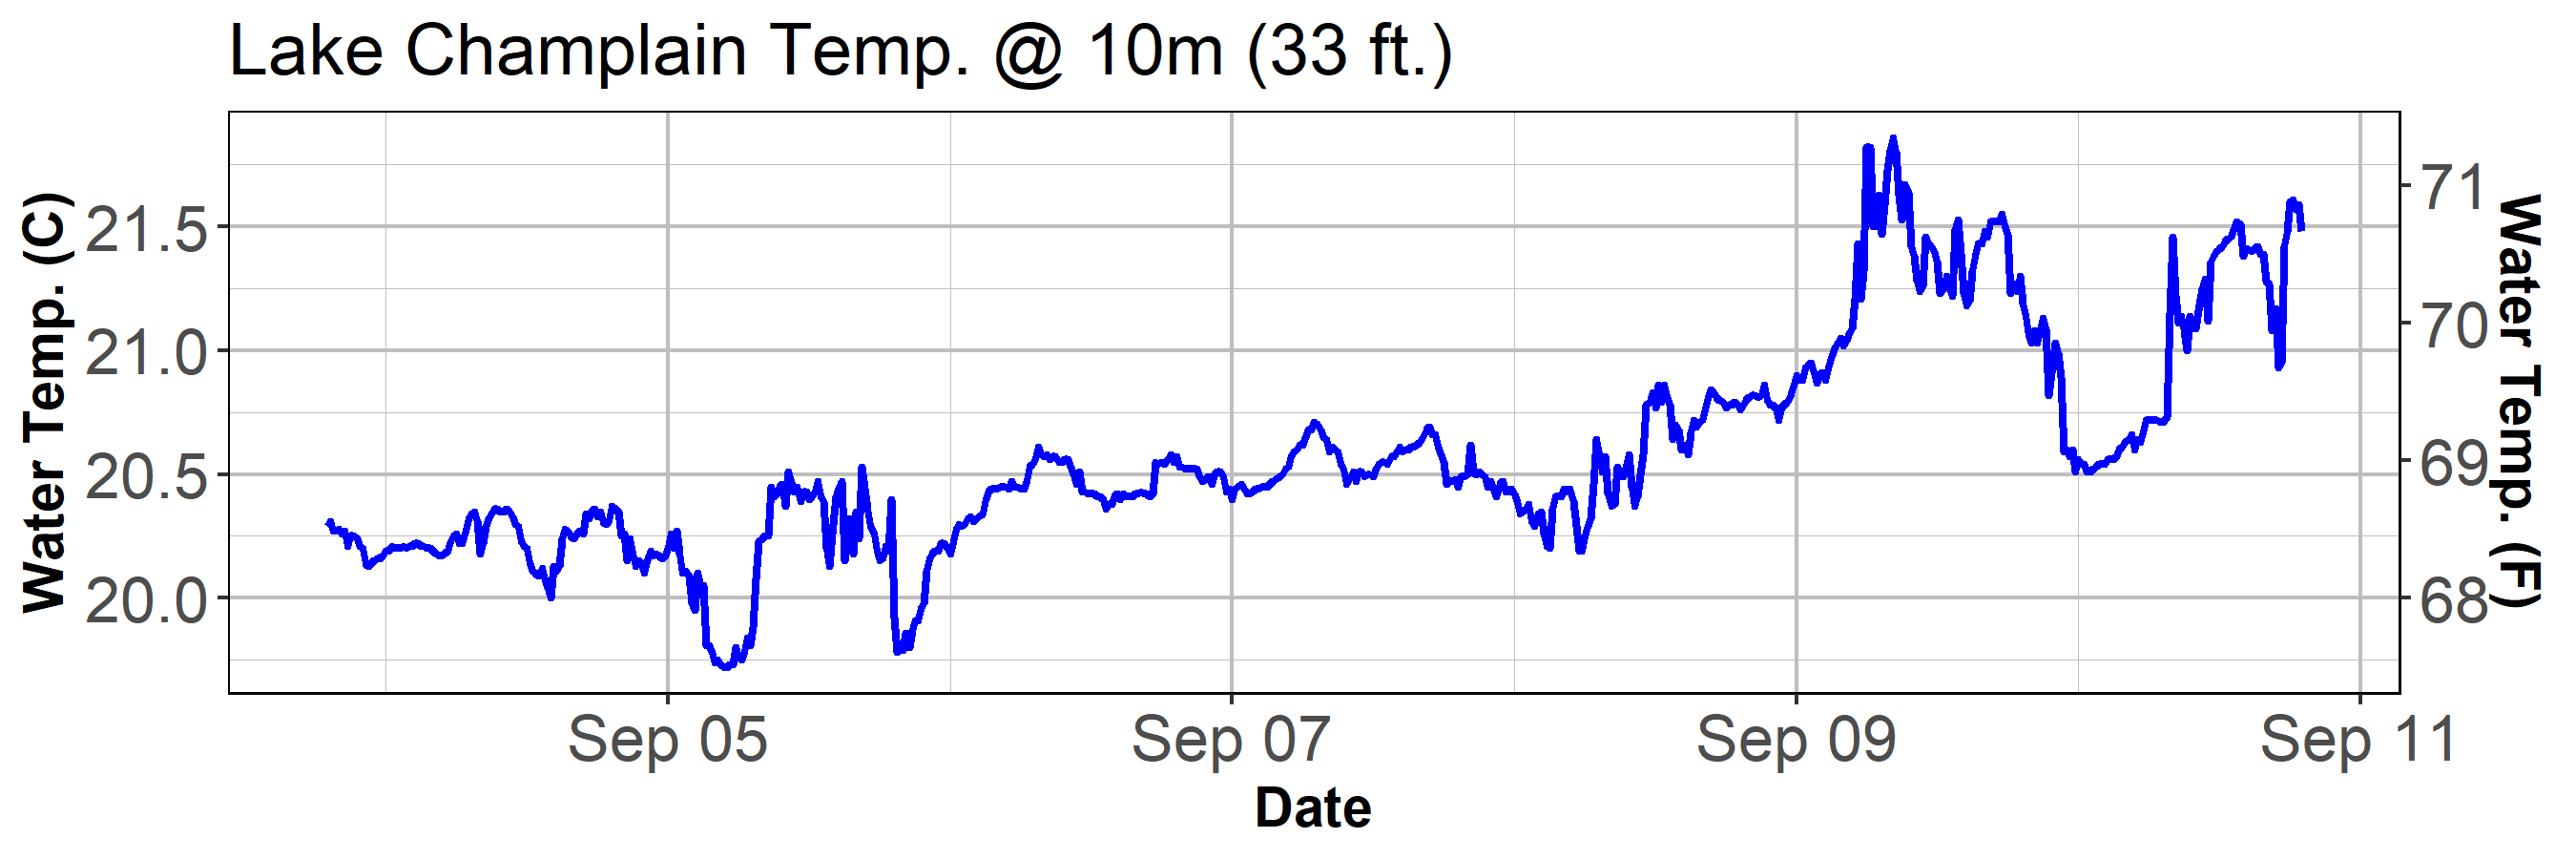 Lake Champlain Temp. @ 10m (33 ft.)
Water Temp. (C)
21.5
21.0
20.5
20.0
71
70
69
68
Water Temp. (F)
Sep 05 Sep 07 Sep 09 Sep 11
Date